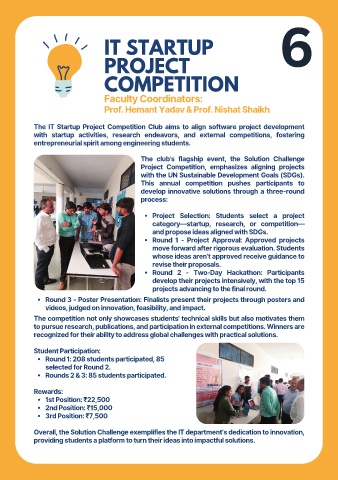 6
IT STARTUP
PROJECT
COMPETITION
Faculty Coordinators:
Prof. Hemant Yadav & Prof. Nishat Shaikh
The IT Startup Project Competition Club aims to align software project development
with startup activities, research endeavors, and external competitions, fostering
entrepreneurial spirit among engineering students.
The club's flagship event, the Solution Challenge
Project Competition, emphasizes aligning projects
with the UN Sustainable Development Goals (SDGs).
This annual competition pushes participants to
develop innovative solutions through a three-round
process:
• Project Selection: Students select a project
category—startup, research, or competition—
and propose ideas aligned with SDGs.
• Round 1 - Project Approval: Approved projects
move forward after rigorous evaluation. Students
whose ideas aren't approved receive guidance to
revise their proposals.
• Round 2 - Two-Day Hackathon: Participants
develop their projects intensively, with the top 15
projects advancing to the final round.
• Round 3 - Poster Presentation: Finalists present their projects through posters and
videos, judged on innovation, feasibility, and impact.
The competition not only showcases students' technical skills but also motivates them
to pursue research, publications, and participation in external competitions. Winners are
recognized for their ability to address global challenges with practical solutions.
Student Participation:
• Round 1: 208 students participated, 85
selected for Round 2.
• Rounds 2 & 3: 85 students participated.
Rewards:
• 1st Position: ₹22,500
• 2nd Position: ₹15,000
• 3rd Position: ₹7,500
Overall, the Solution Challenge exemplifies the IT department's dedication to innovation,
providing students a platform to turn their ideas into impactful solutions.